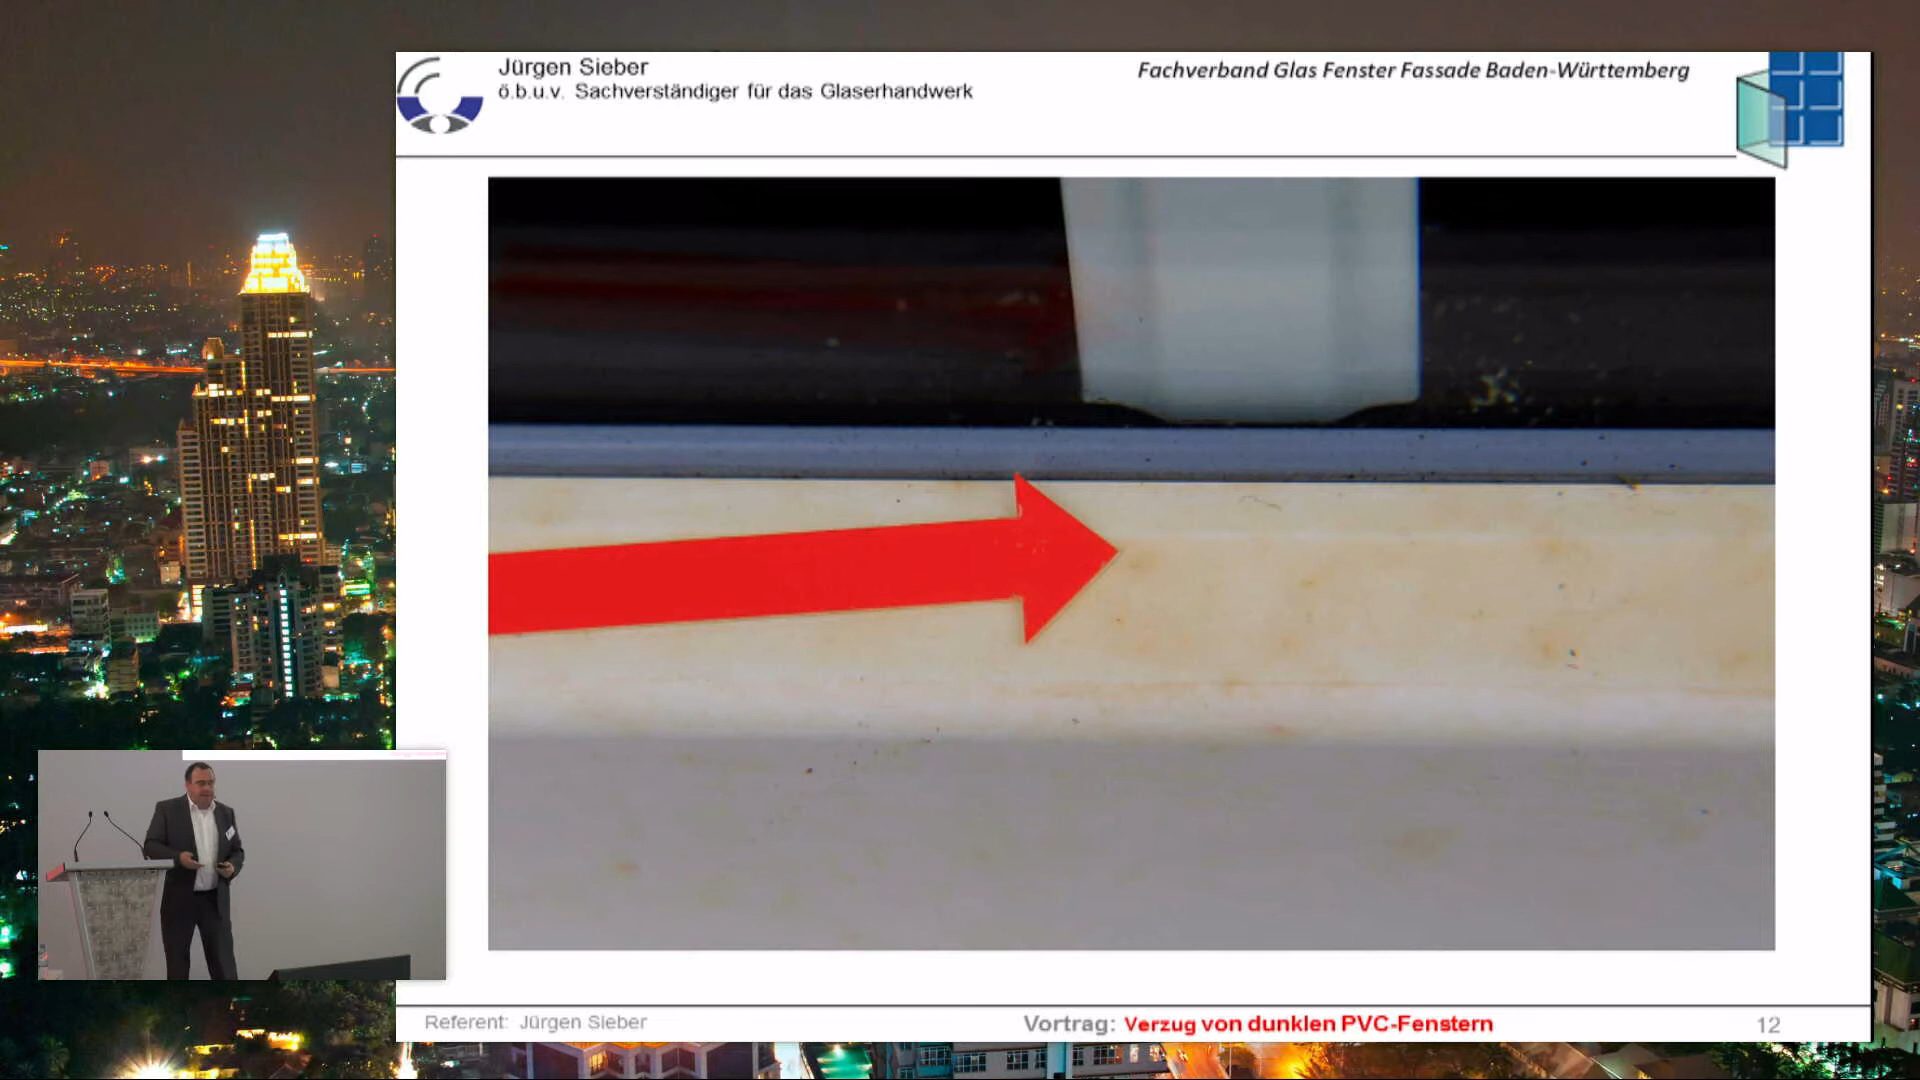 Jürgen Sieber
ö.b.u.v. Sachverständiger für das Glaserhandwerk
Fachverband Glas Fenster Fassade Baden-Württemberg
Referent: Jürgen Sieber
Vortrag: Verzug von dunklen PVC-Fenstern
12